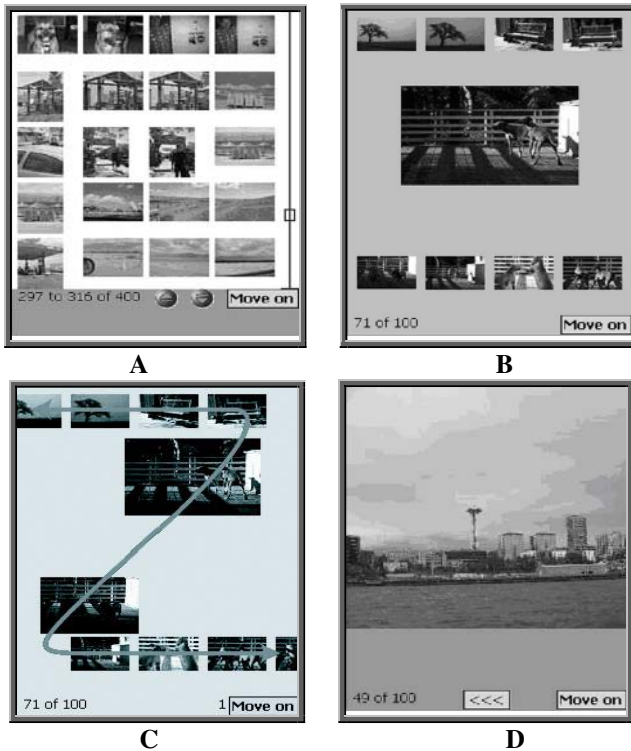 297 to 316 of 400
Move on
71 of 100
Move on
A
B
71 of 100
1
Move on
49 of 100
<<<
Move on
C
D